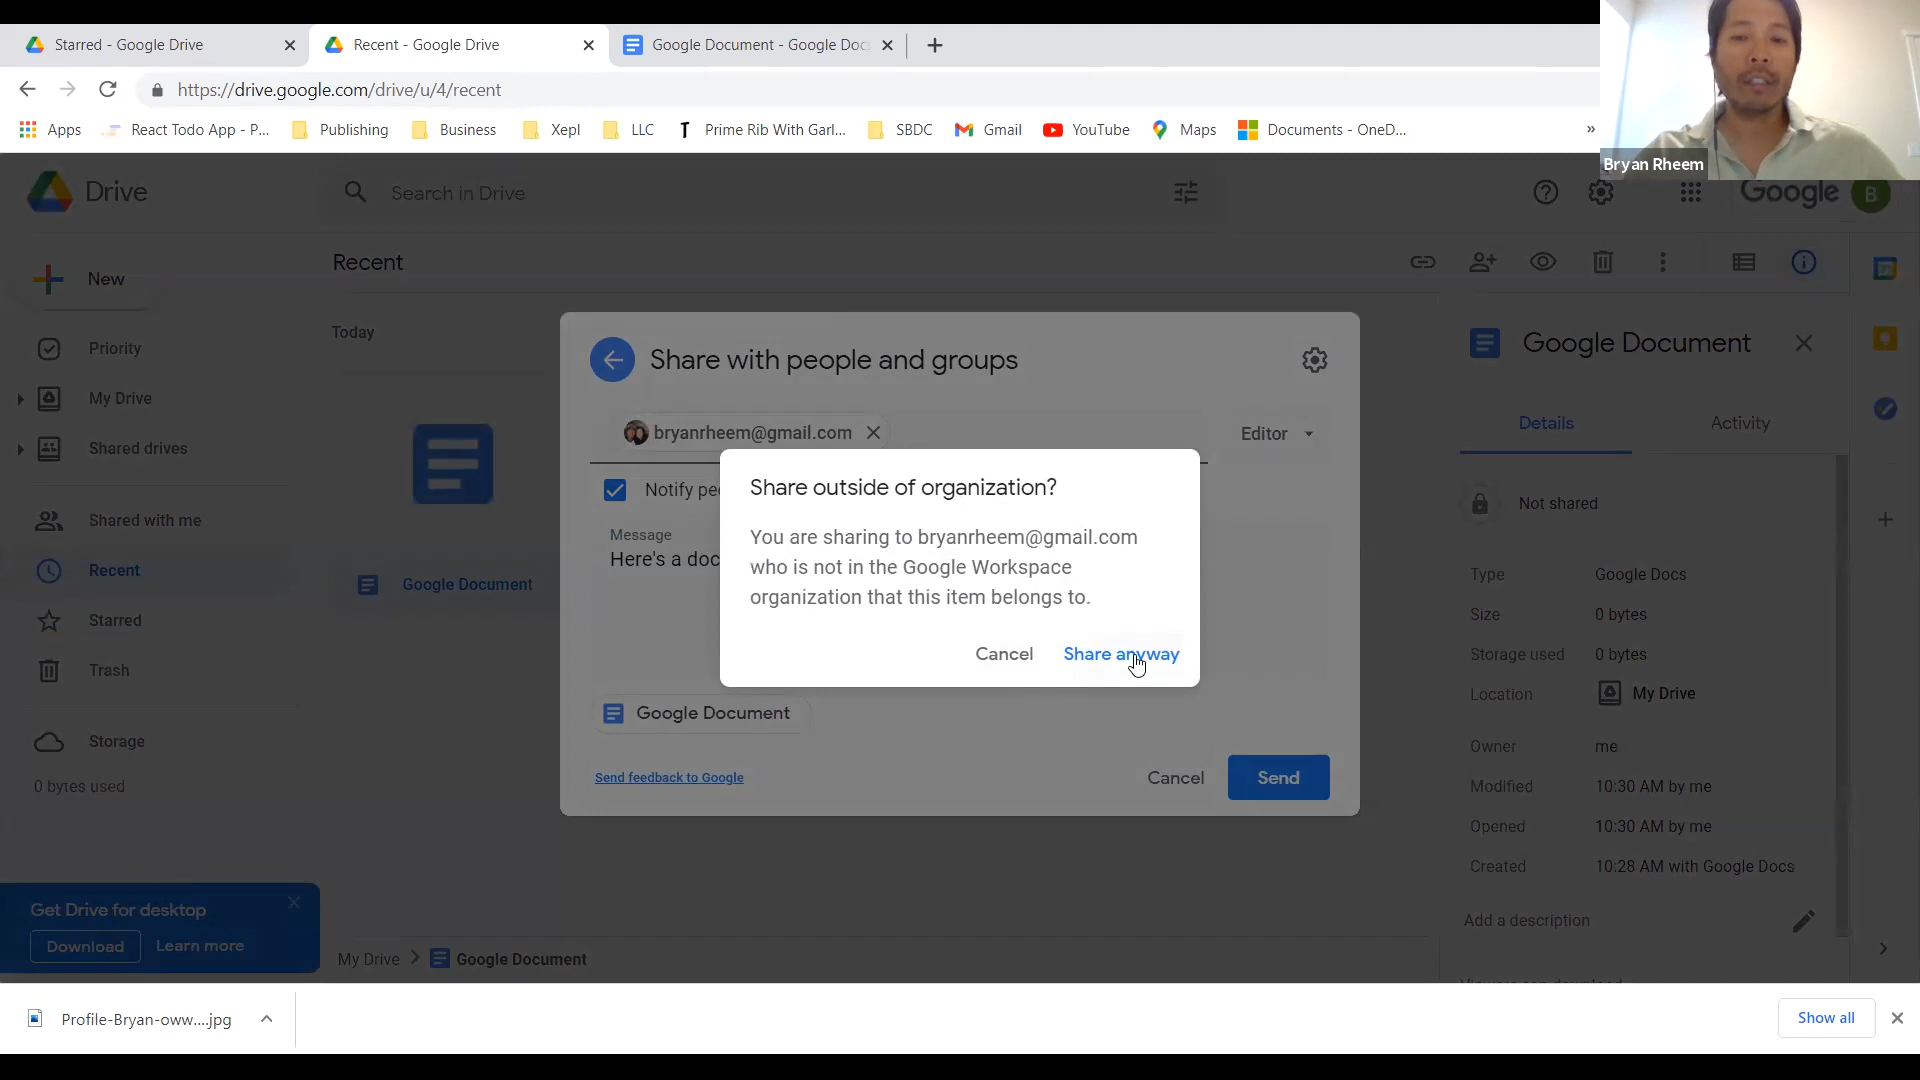 Starred - Google Drive
Recent - Google Drive
Google Document - Google Doc
https://drive.google.com/drive/u/4/recent
Apps
React Todo App - P...
Publishing
Business
Xepl
LLC
T
Prime Rib With Garl...
SBDC
Gmail
YouTube
Maps
Documents - OneD...
»
Bryan Rheem
Drive
Search in Drive
Google
B
New
Priority
My Drive
Shared drives
Shared with me
Recent
Starred
Trash
Storage
0 bytes used
Get Drive for desktop
Download
Learn more
Recent
Today
Google Document
My Drive
Google Document
Share with people and groups
bryanrheem@gmail.com
Editor
Notify pe
Message
Here's a doc
Google Document
Send feedback to Google
Cancel
Send
Share outside of organization?
You are sharing to bryanrheem@gmail.com
who is not in the Google Workspace
organization that this item belongs to.
Cancel
Share anyway
Google Document
Details
Activity
Not shared
Type Google Docs
Size 0 bytes
Storage used 0 bytes
Location My Drive
Owner me
Modified 10:30 AM by me
Opened 10:30 AM by me
Created 10:28 AM with Google Docs
Add a description
Profile-Bryan-oww....jpg
Show all